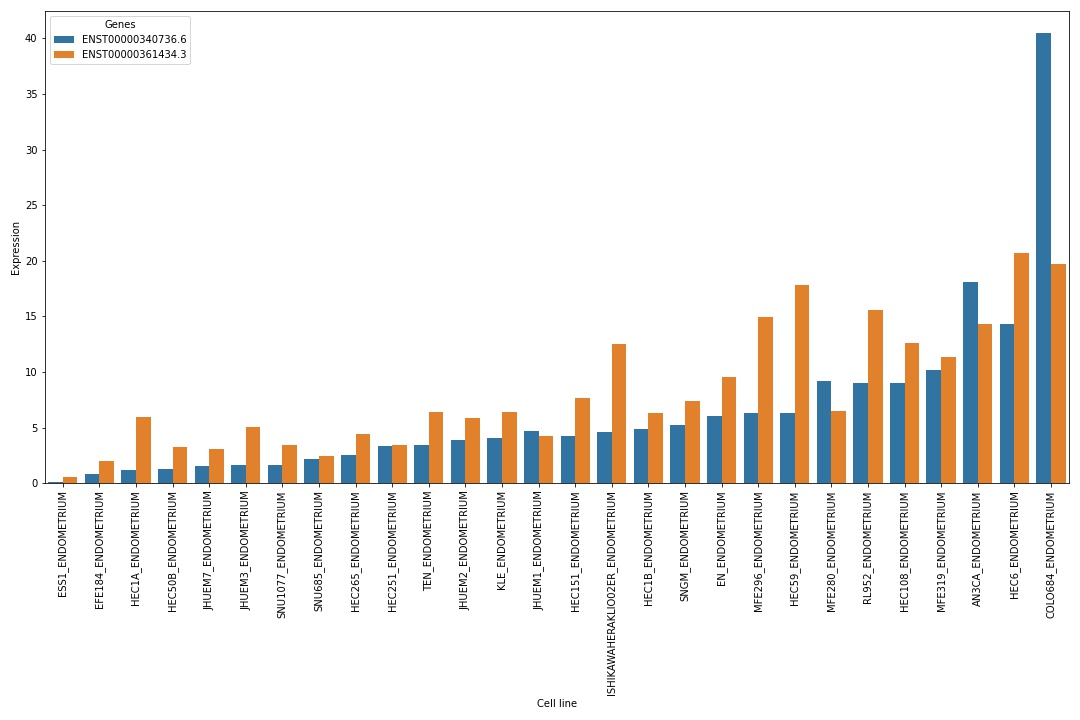 Genes
ENST00000340736.6
ENST00000361434.3
40
35
30
25
20
15
10
5
0
Expression
ESS1_ENDOMETRIUM
EFE184_ENDOMETRIUM
HEC1A_ENDOMETRIUM
HEC50B_ENDOMETRIUM
JHUEM7_ENDOMETRIUM
JHUEM3_ENDOMETRIUM
SNU1077_ENDOMETRIUM
SNU685_ENDOMETRIUM
HEC265_ENDOMETRIUM
HEC251_ENDOMETRIUM
TEN_ENDOMETRIUM
JHUEM2_ENDOMETRIUM
KLE_ENDOMETRIUM
JHUEM1_ENDOMETRIUM
HEC151_ENDOMETRIUM
ISHIKAWAHERAKLIO02ER_ENDOMETRIUM
HEC1B_ENDOMETRIUM
SNGM_ENDOMETRIUM
EN_ENDOMETRIUM
MFE296_ENDOMETRIUM
HEC59_ENDOMETRIUM
MFE280_ENDOMETRIUM
RL952_ENDOMETRIUM
HEC108_ENDOMETRIUM
MFE319_ENDOMETRIUM
AN3CA_ENDOMETRIUM
HEC6_ENDOMETRIUM
COLO684_ENDOMETRIUM
Cell line